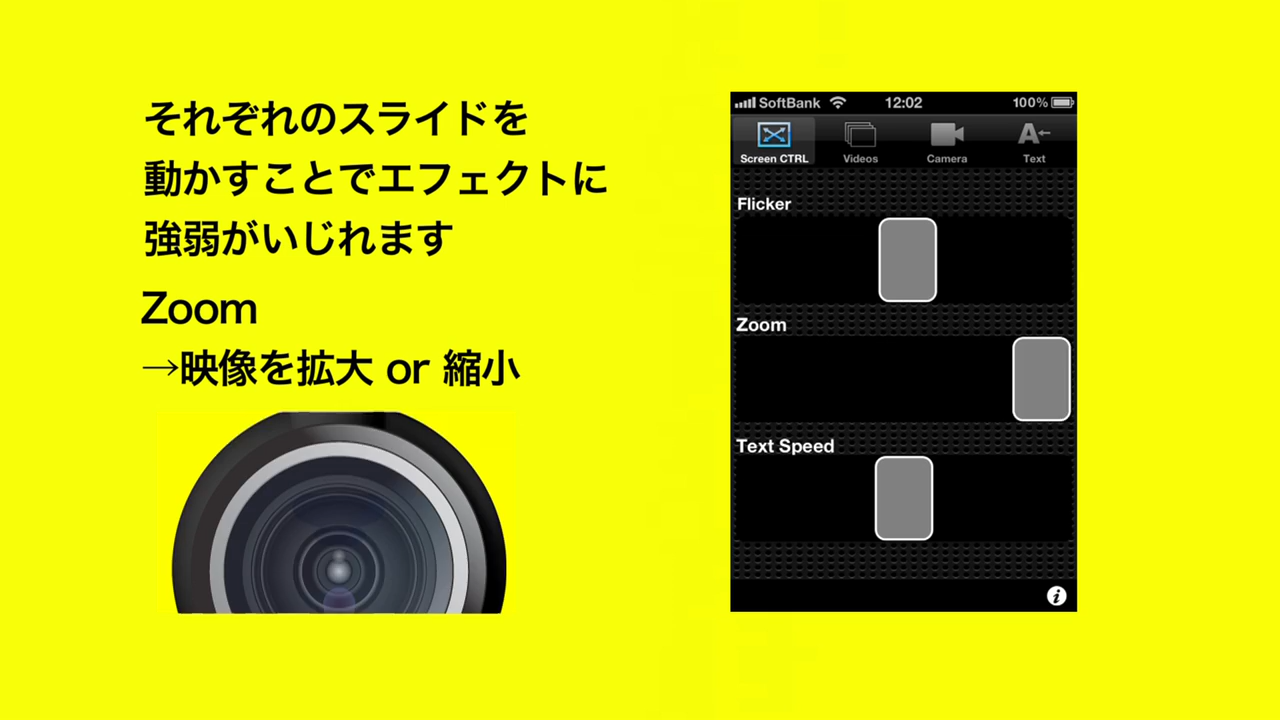 それぞれのスライドを
動かすことでエフェクトに
強弱がいじれます
Zoom
→映像を拡大 or 縮小
SoftBank 12:02 100%
Screen CTRL Videos Camera Text
Flicker
Zoom
Text Speed